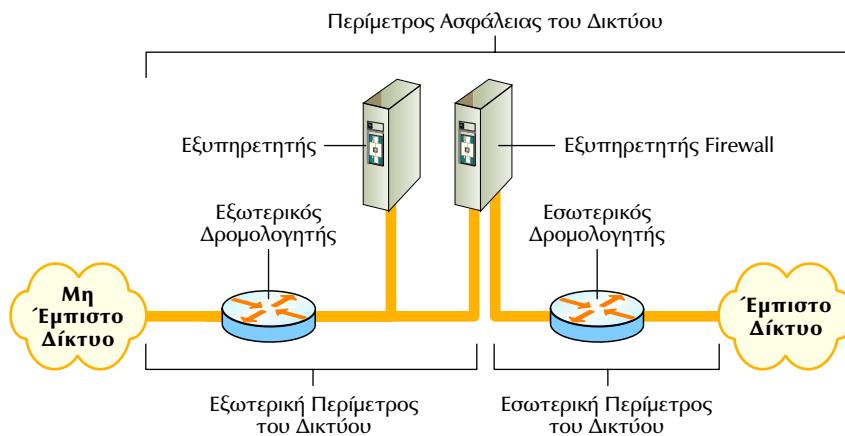 Περίμετρος Ασφάλειας του Δικτύου
Εξυπηρετητής
Εξυπηρετητής Firewall
Εξωτερικός
Δρομολογητής
Εσωτερικός
Δρομολογητής
Μη
Έμπιστο
Δίκτυο
Έμπιστο
Δίκτυο
Εξωτερική Περίμετρος
του Δικτύου
Εσωτερική Περίμετρος
του Δικτύου